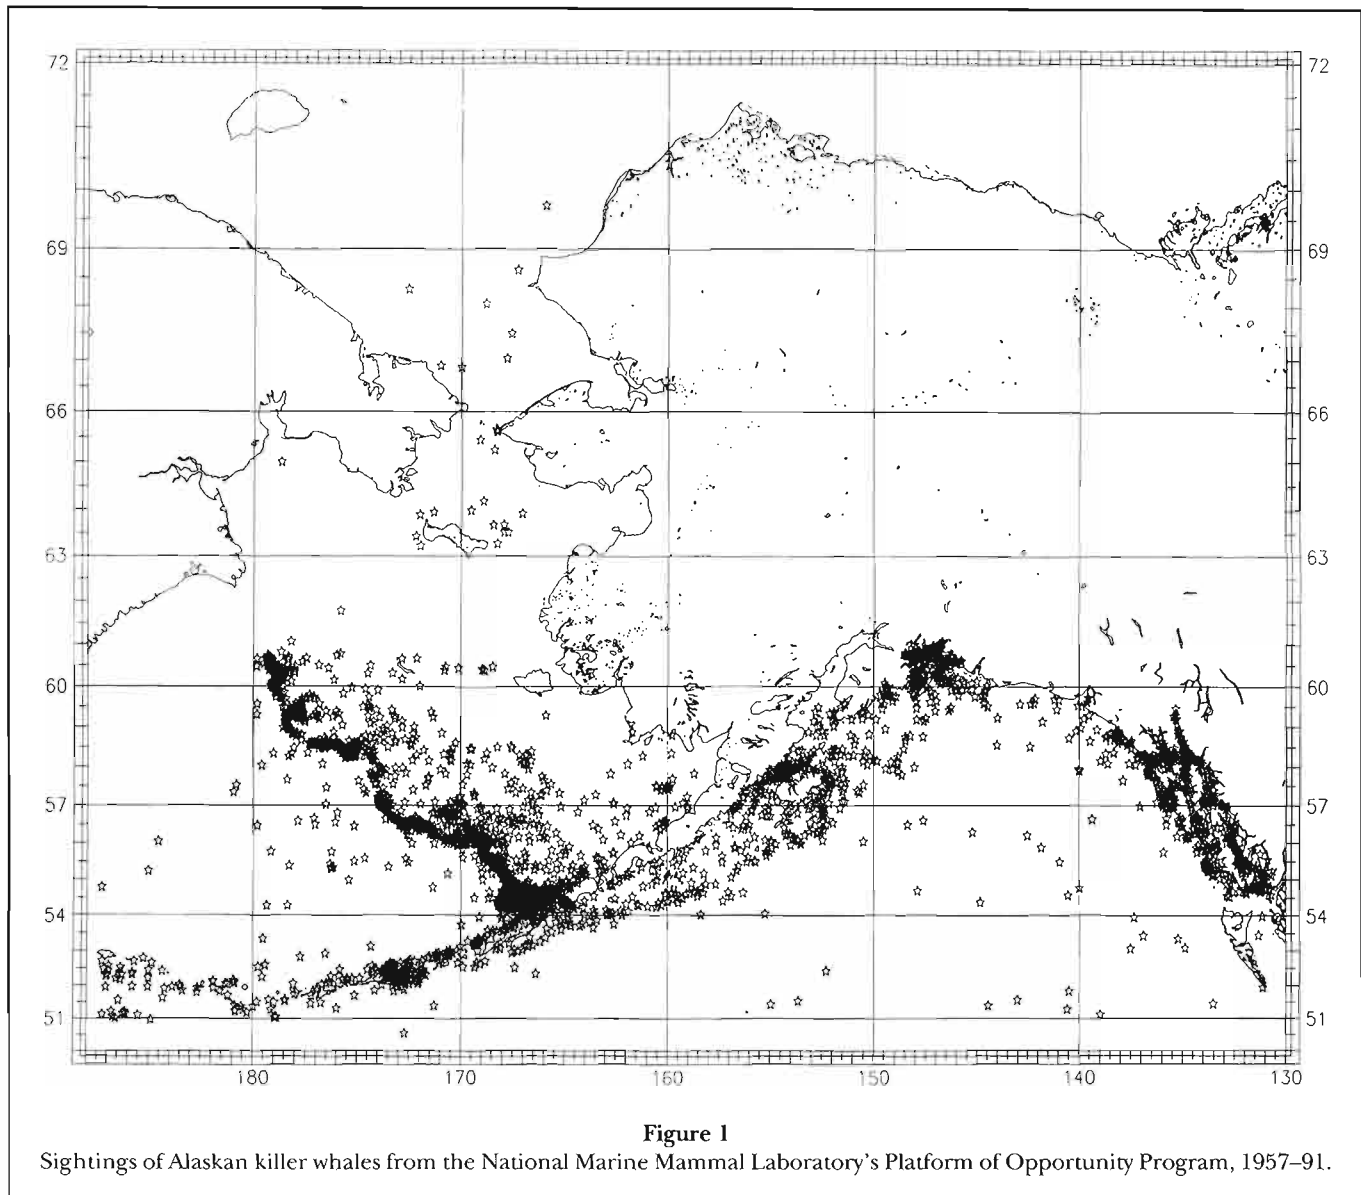 72 72
69 69
66 66
63 63
60 60
57 57
54 54
51 51
180 170 160 150 140 130
Figure 1
Sightings of Alaskan killer whales from the National Marine Mammal Laboratory's Platform of Opportunity Program, 1957–91.